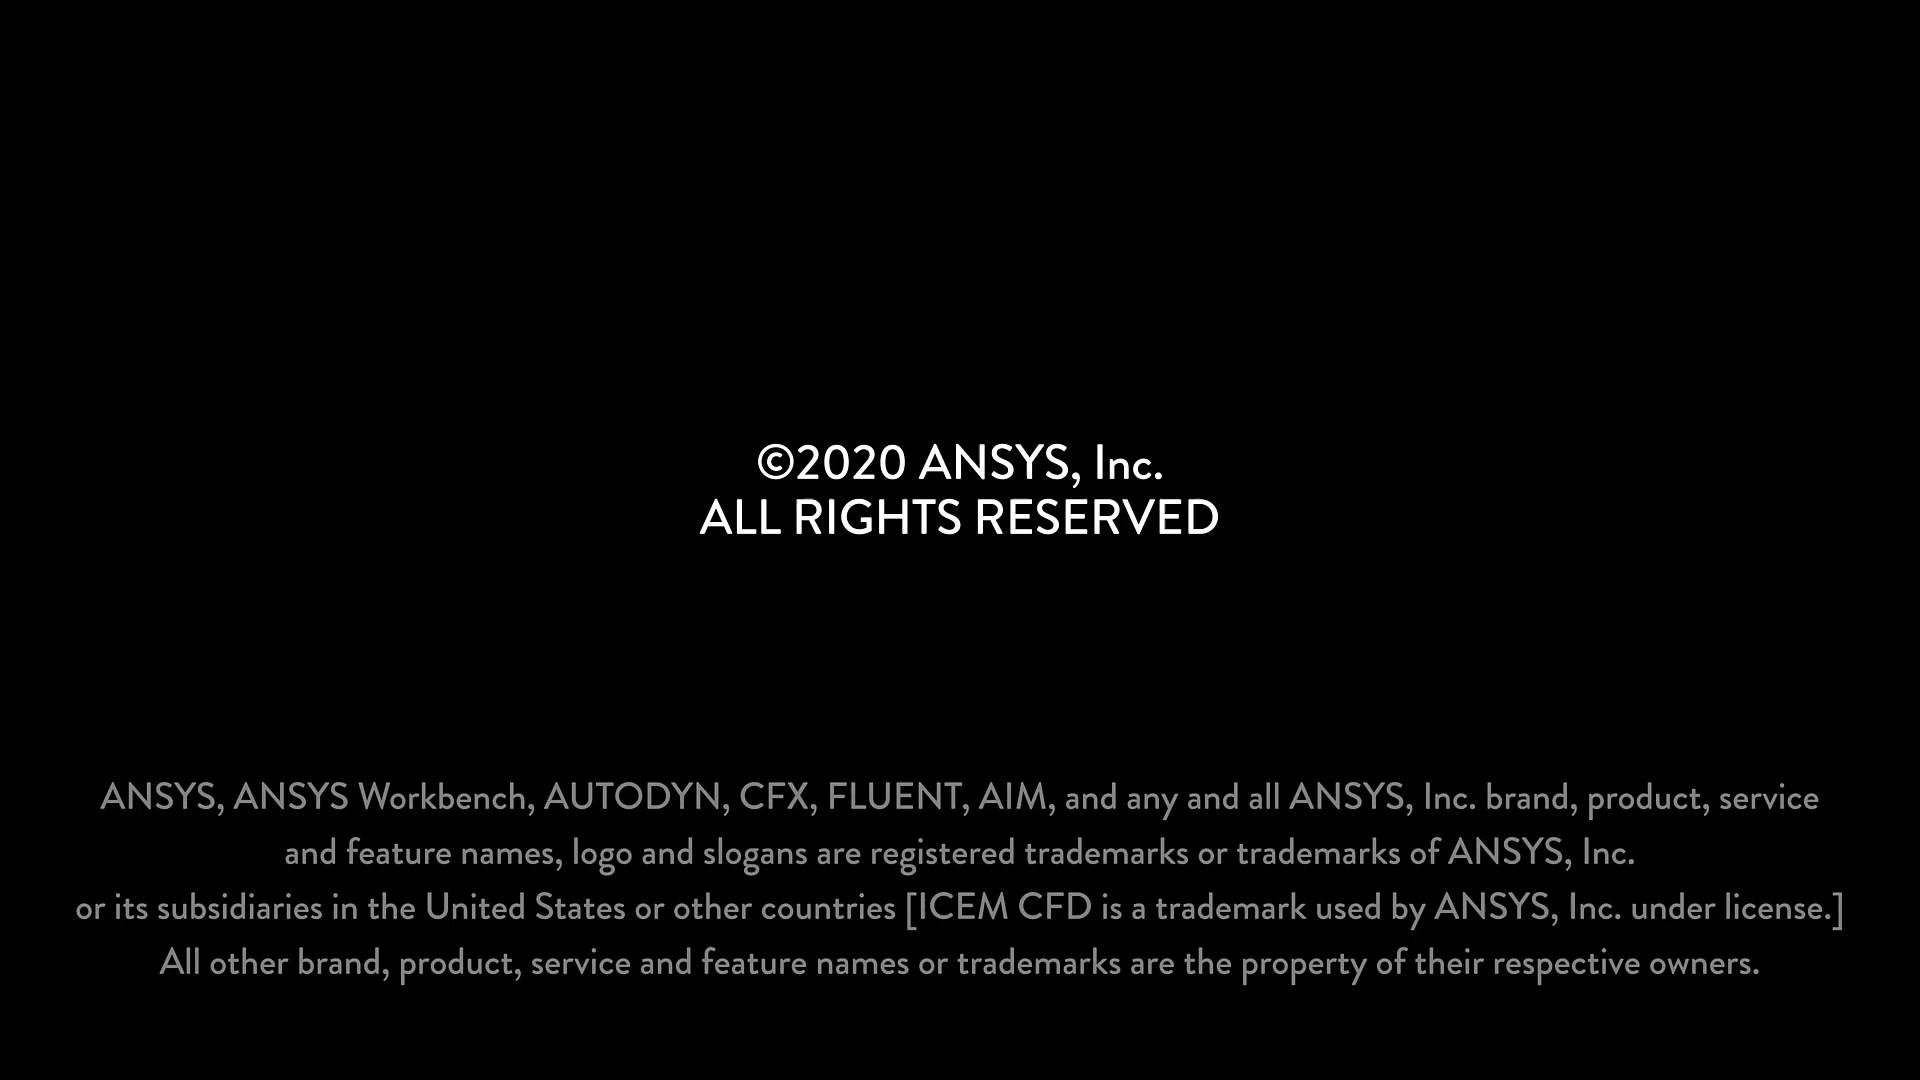 ©2020 ANSYS, Inc.
ALL RIGHTS RESERVED
ANSYS, ANSYS Workbench, AUTODYN, CFX, FLUENT, AIM, and any and all ANSYS, Inc. brand, product, service
and feature names, logo and slogans are registered trademarks or trademarks of ANSYS, Inc.
or its subsidiaries in the United States or other countries [ICEM CFD is a trademark used by ANSYS, Inc. under license.]
All other brand, product, service and feature names or trademarks are the property of their respective owners.